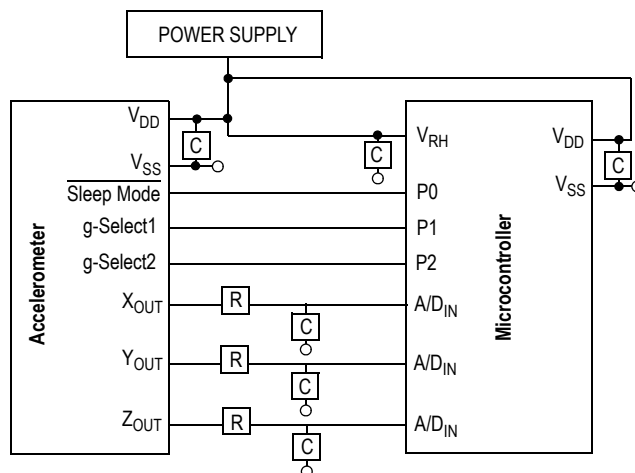 POWER SUPPLY
Accelerometer
V_DD
C
V_SS
Sleep Mode
g-Select1
g-Select2
X_OUT
R
C
Y_OUT
R
C
Z_OUT
R
C
C
V_RH
P0
P1
P2
A/D_IN
A/D_IN
A/D_IN
Microcontroller
V_DD
C
V_SS